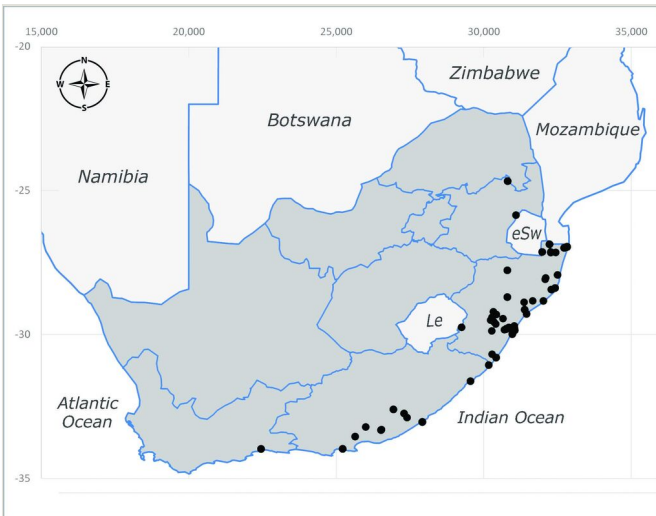 15,000 20,000 25,000 30,000 35,000
-20
N
W E
S
Zimbabwe
Botswana
Mozambique
Namibia
-25
eSw
Le
-30
Atlantic
Ocean
Indian Ocean
-35